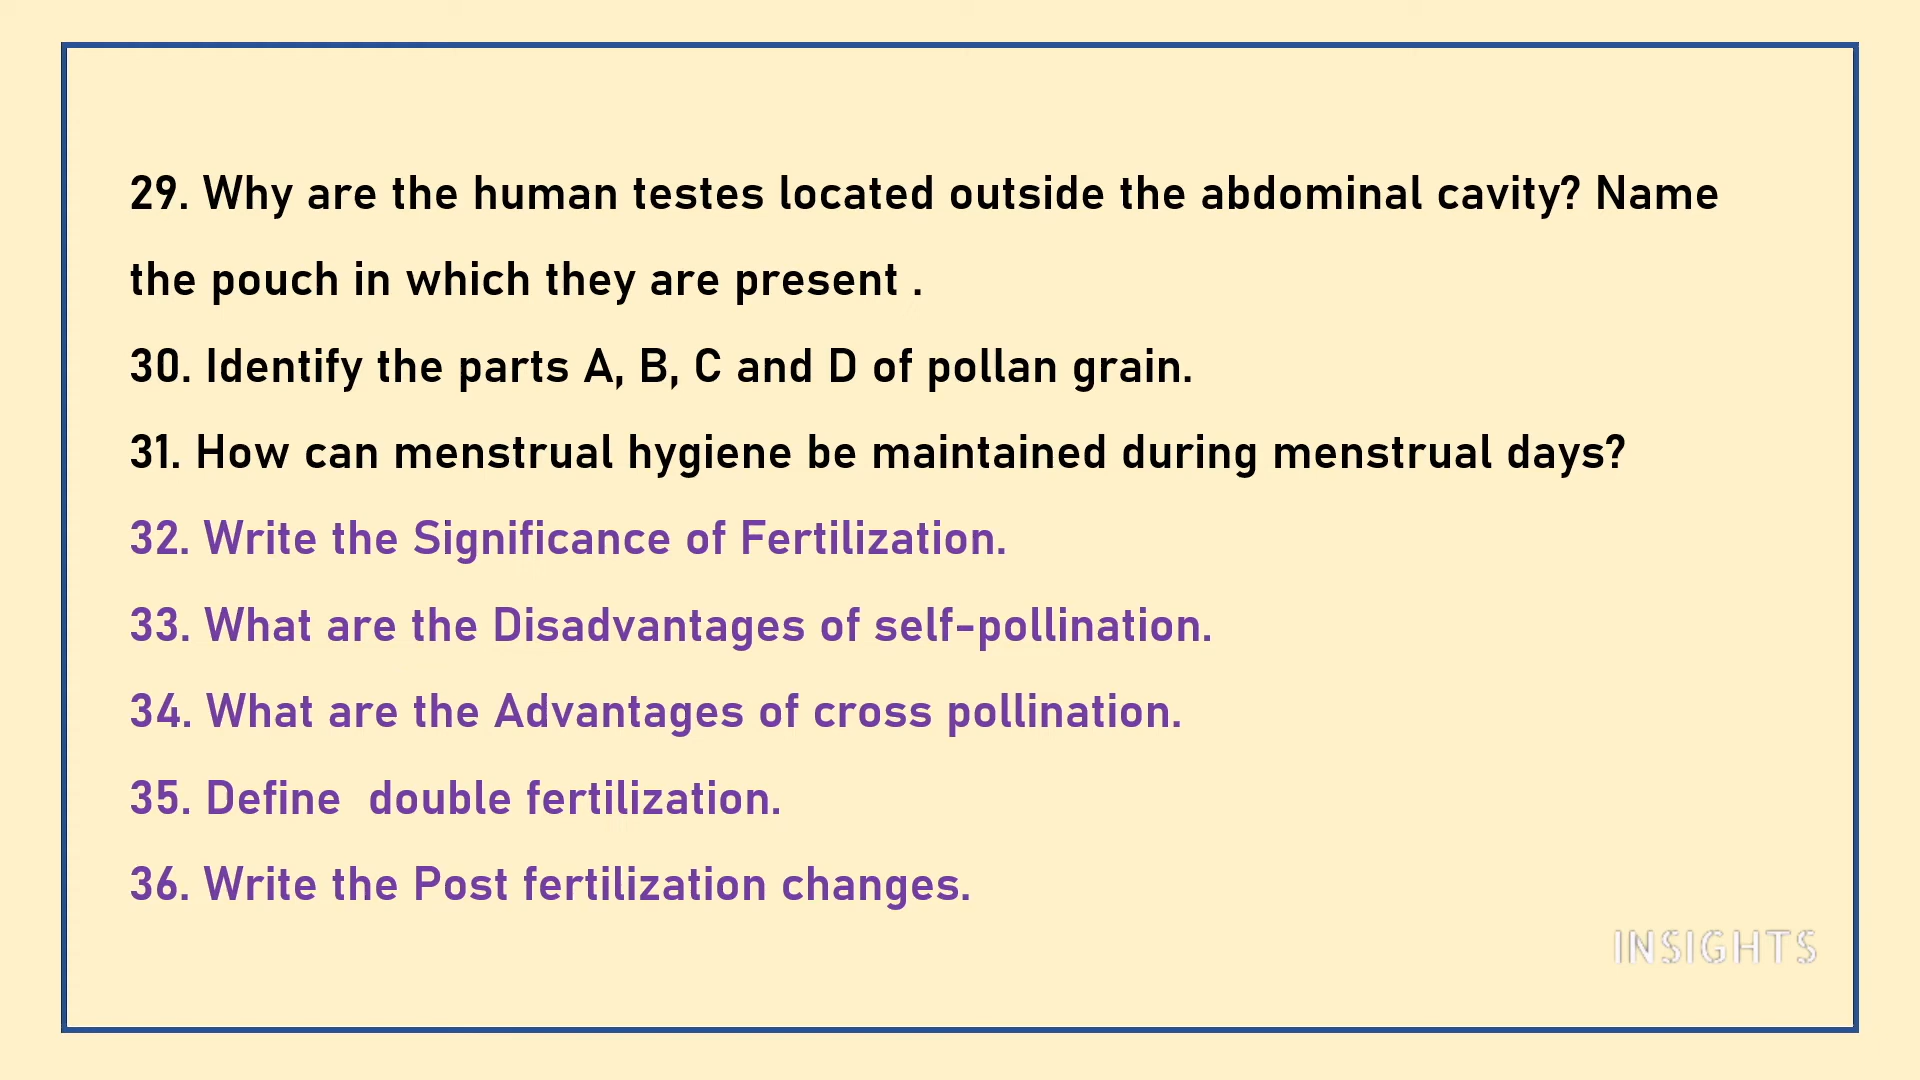 29. Why are the human testes located outside the abdominal cavity? Name
the pouch in which they are present .
30. Identify the parts A, B, C and D of pollan grain.
31. How can menstrual hygiene be maintained during menstrual days?
32. Write the Significance of Fertilization.
33. What are the Disadvantages of self-pollination.
34. What are the Advantages of cross pollination.
35. Define  double fertilization.
36. Write the Post fertilization changes.
INSIGHTS